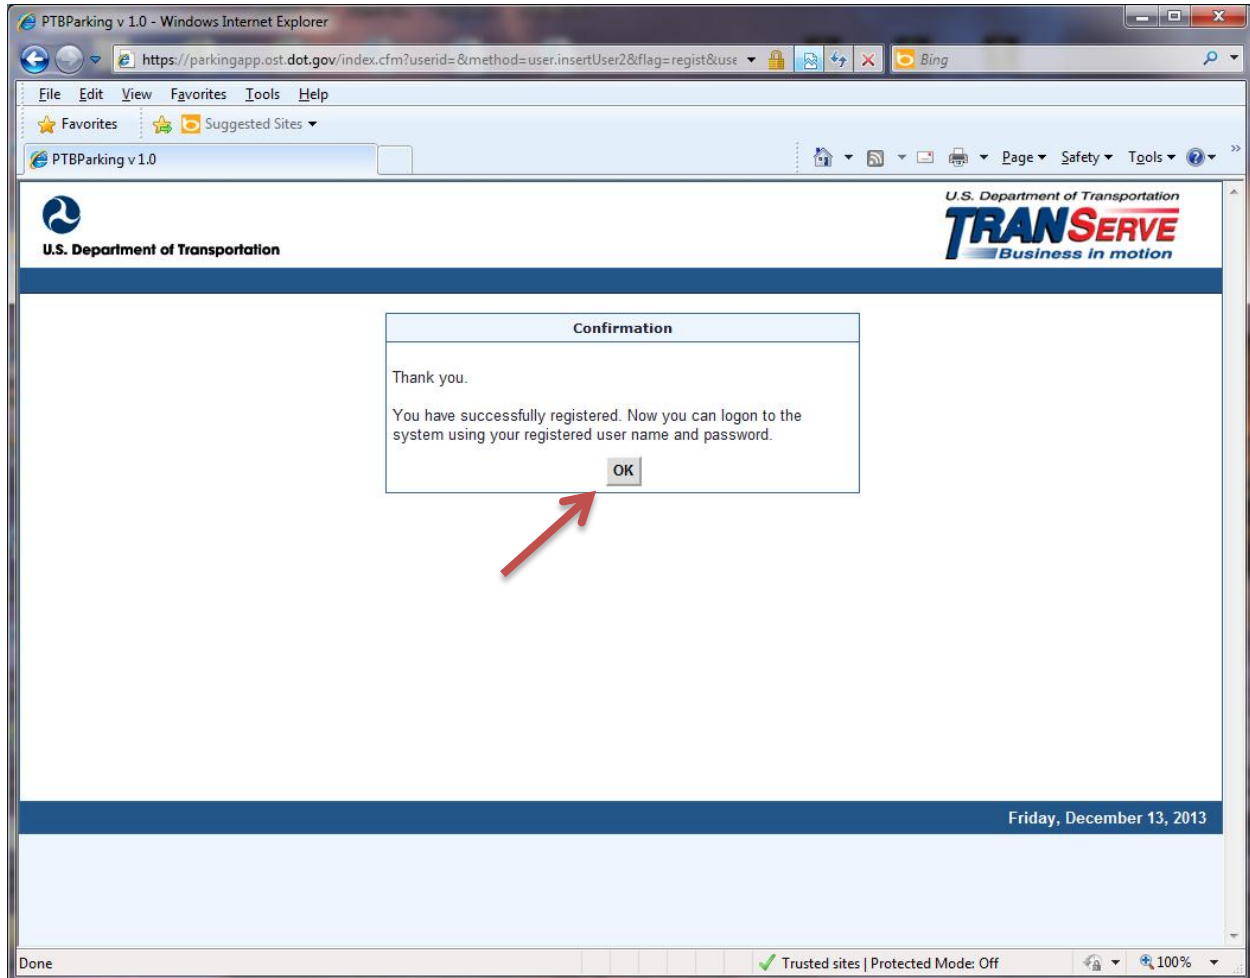 PTBParking v 1.0 - Windows Internet Explorer
https://parkingapp.ost.dot.gov/index.cfm?userid=&method=user.insertUser2&flag=regist&use
Bing
File Edit View Favorites Tools Help
Favorites Suggested Sites
PTBParking v 1.0
Page Safety Tools
U.S. Department of Transportation
U.S. Department of Transportation
TRANSERVE
Business in motion
Confirmation
Thank you.
You have successfully registered. Now you can logon to the
system using your registered user name and password.
OK
Friday, December 13, 2013
Done Trusted sites | Protected Mode: Off 100%